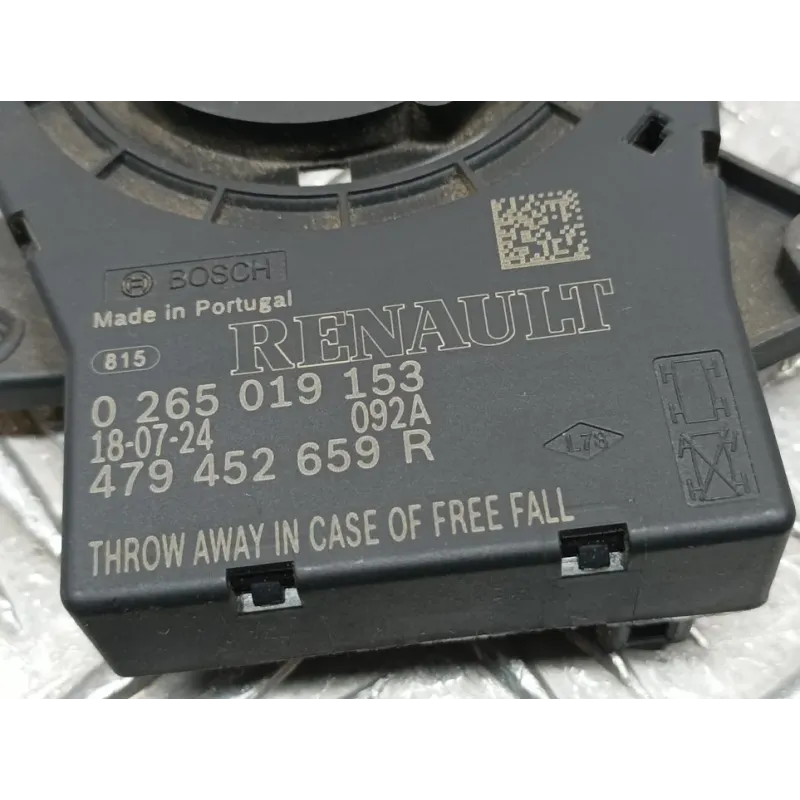 BOSCH
Made in Portugal
RENAULT
815
0 265 019 153
18-07-24 092A
479 452 659 R
L78
THROW AWAY IN CASE OF FREE FALL